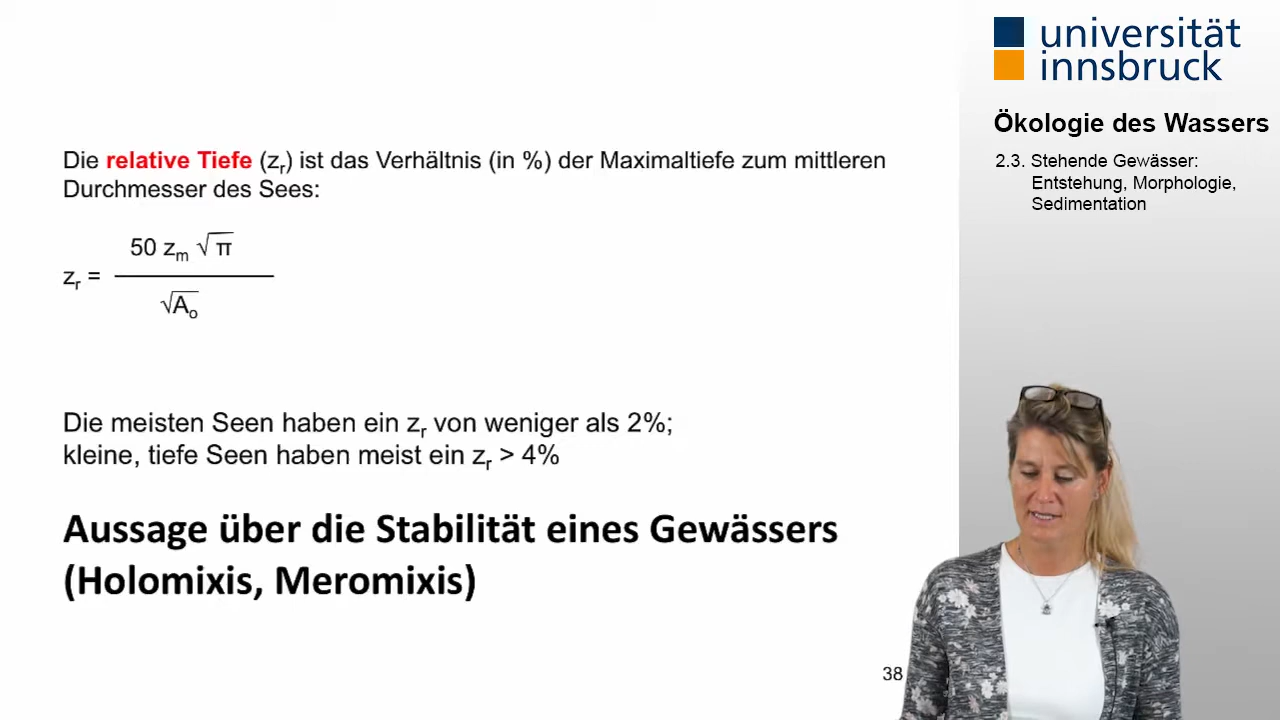 universität
innsbruck
Ökologie des Wassers
2.3. Stehende Gewässer:
Entstehung, Morphologie,
Sedimentation
Die relative Tiefe (zr) ist das Verhältnis (in %) der Maximaltiefe zum mittleren
Durchmesser des Sees:
50 zm √π
zr =
√Ao
Die meisten Seen haben ein zr von weniger als 2%;
kleine, tiefe Seen haben meist ein zr > 4%
Aussage über die Stabilität eines Gewässers
(Holomixis, Meromixis)
38